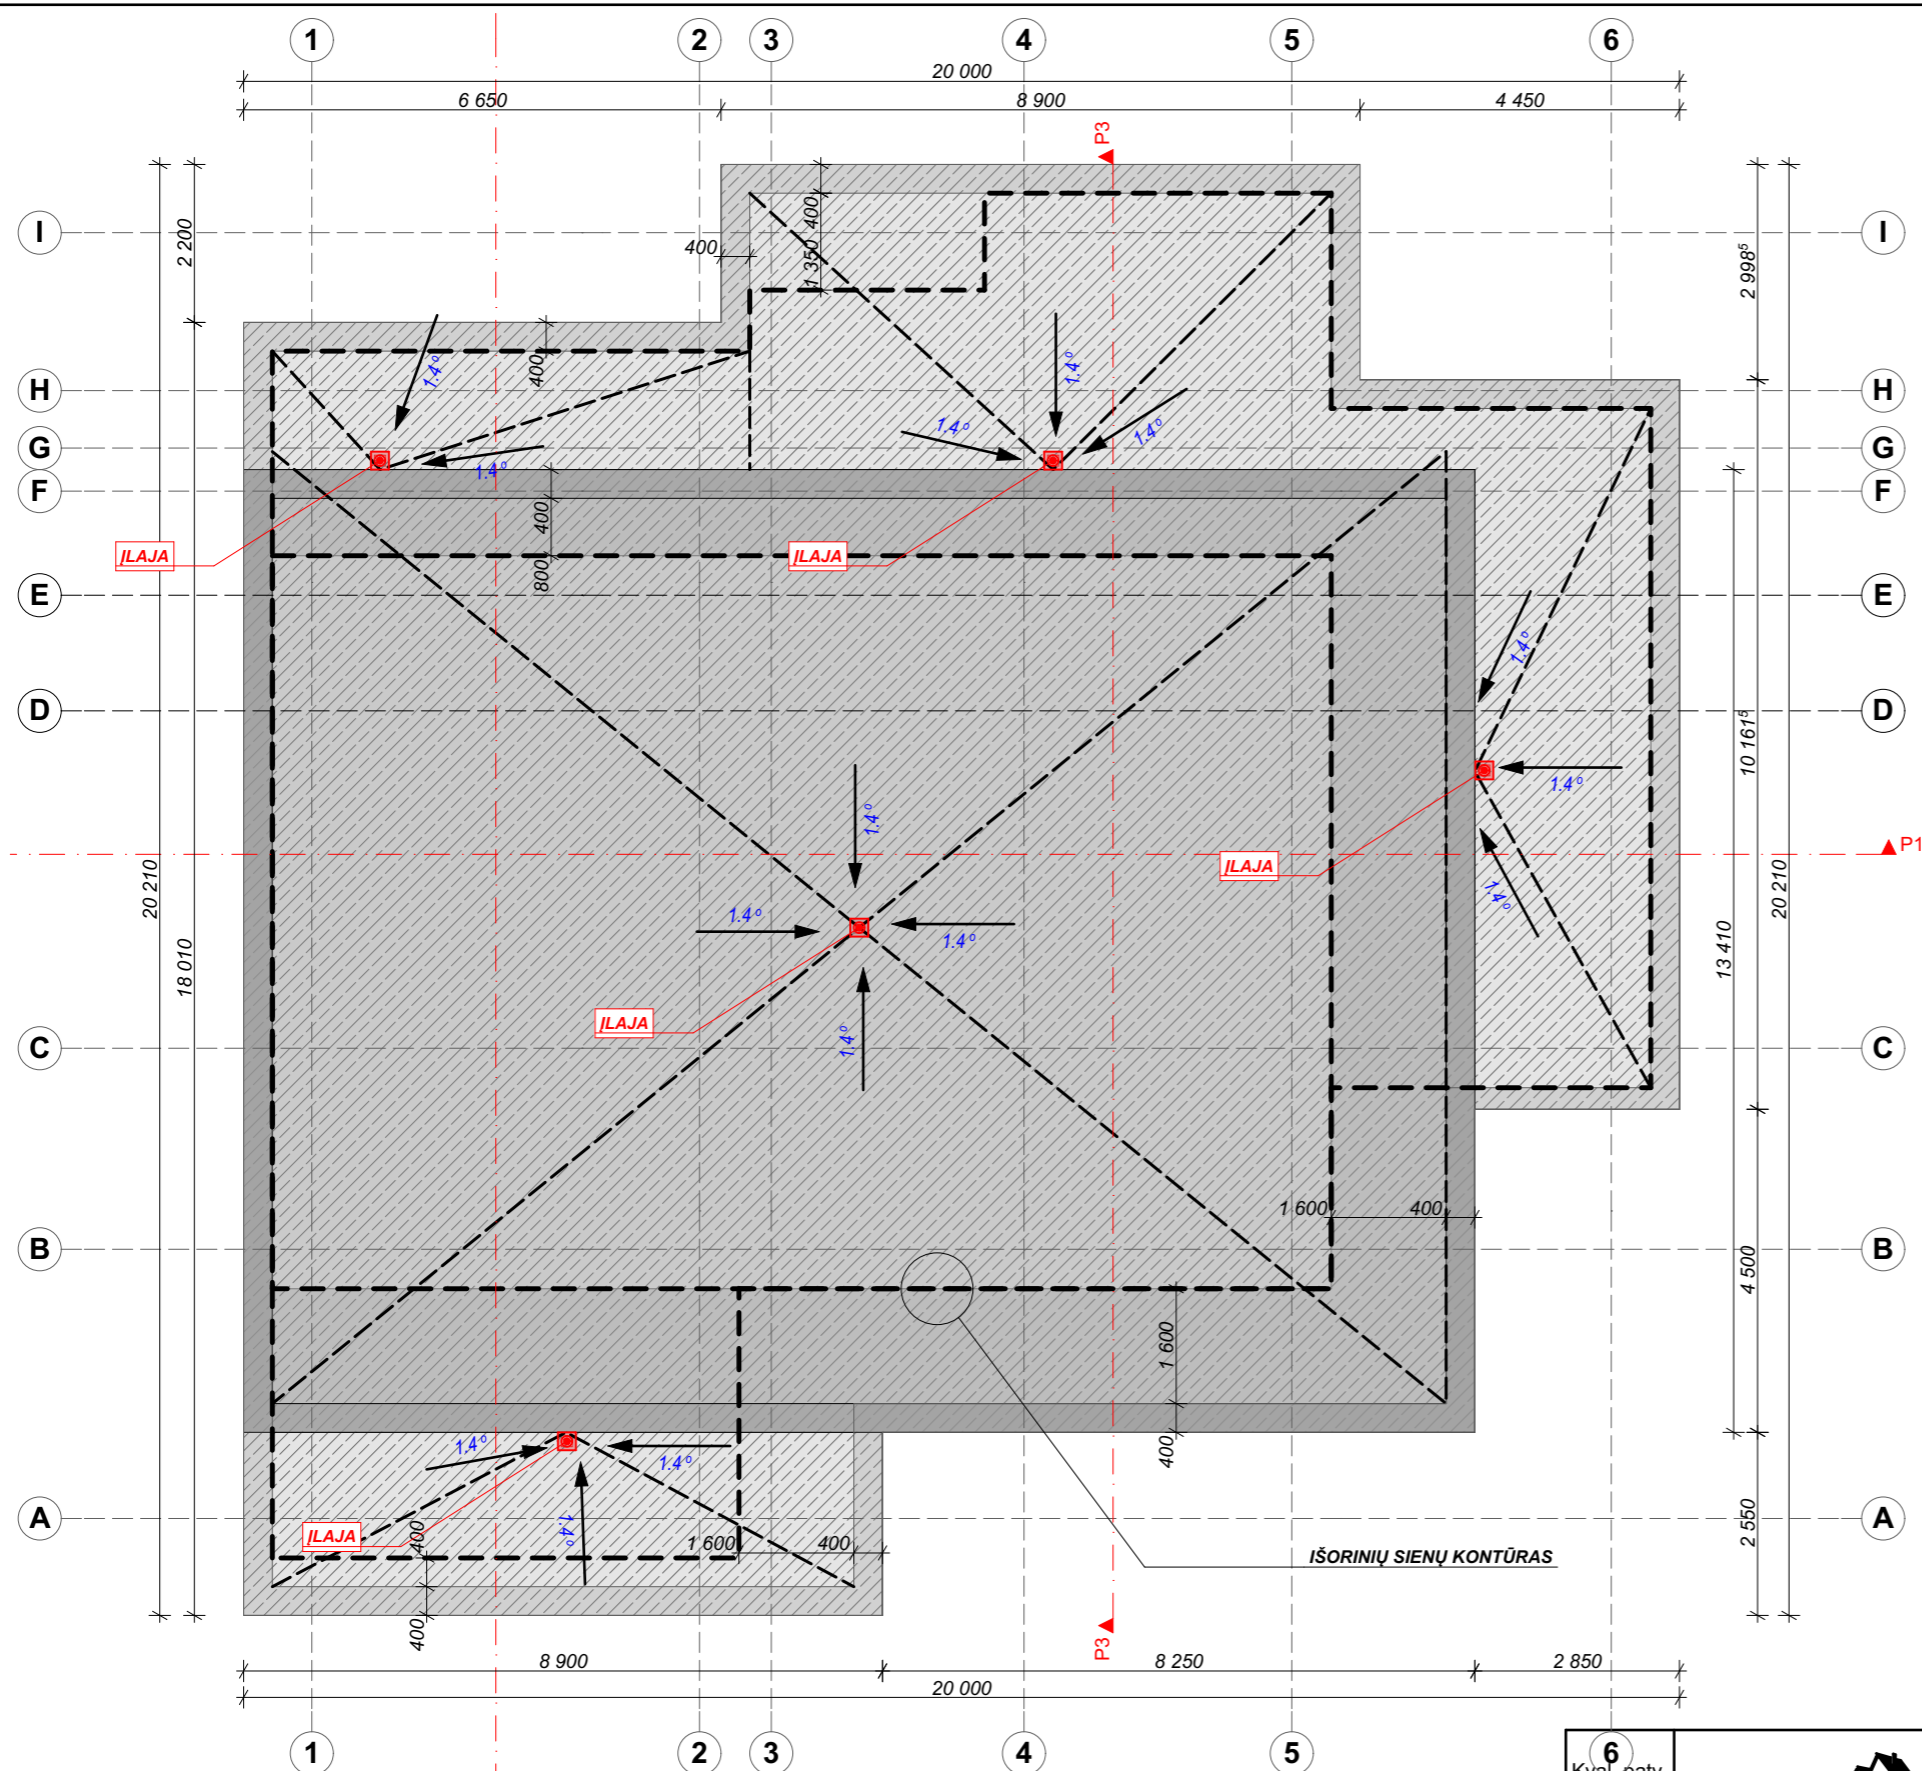 1 2 3 4 5 6
20 000
6 650 8 900 4 450
P3
I 2 200 400 400 1 350 2 998⁵ I
H 400 1.4° 1.4° H
G 1.4° 1.4° 1.4° G
F 400 F
ĮLAJA ĮLAJA
800
E E
1.4°
D 10 161⁵ D
1.4°
1.4°
P1
ĮLAJA
20 210 1.4° 20 210
1.4° 1.4°
18 010 13 410
ĮLAJA
C 1.4° C
1 600 400
B 4 500 B
1 600
1.4° 1.4° 400
A ĮLAJA 400 1.4° 1 600 400 2 550 A
IŠORINIŲ SIENŲ KONTŪRAS
400 P3
8 900 8 250 2 850
20 000
1 2 3 4 5 6